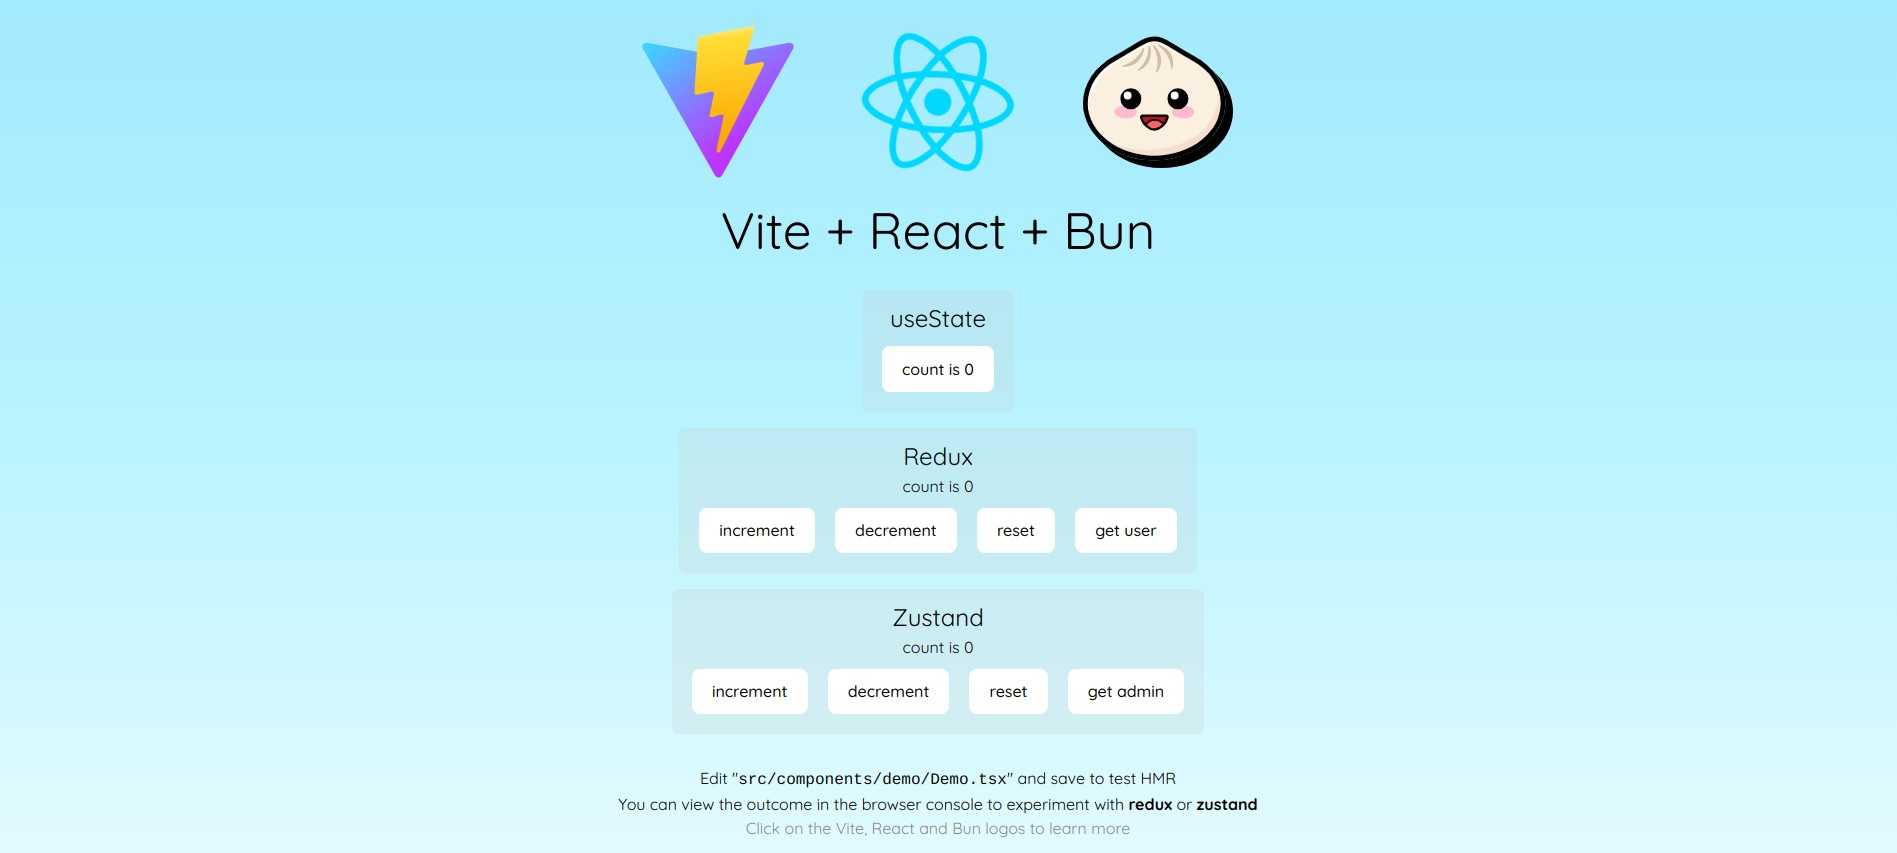 Vite + React + Bun
useState
count is 0
Redux
count is 0
increment decrement reset get user
Zustand
count is 0
increment decrement reset get admin
Edit "src/components/demo/Demo.tsx" and save to test HMR
You can view the outcome in the browser console to experiment with redux or zustand
Click on the Vite, React and Bun logos to learn more